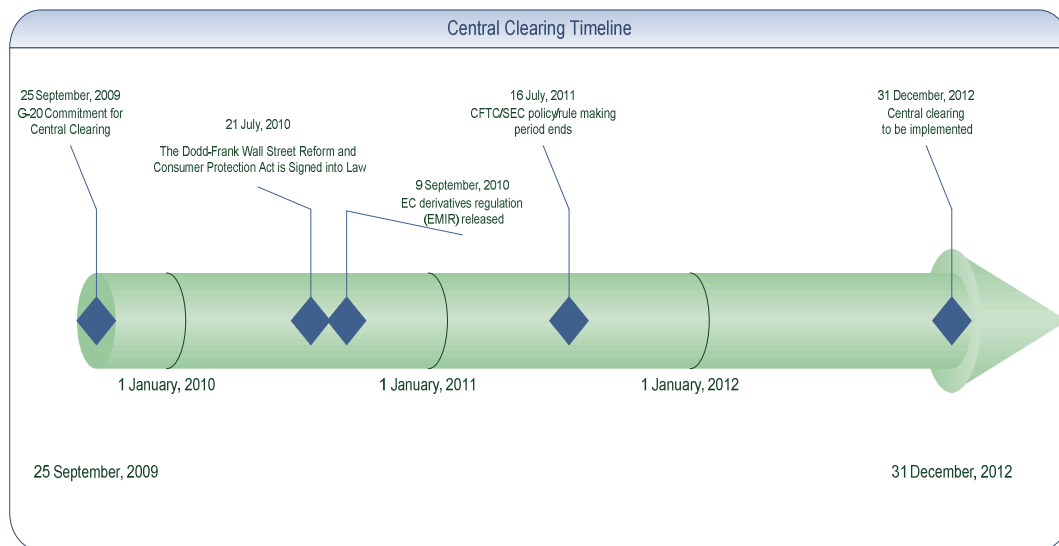 Central Clearing Timeline
25 September, 2009
G-20 Commitment for
Central Clearing
21 July, 2010
The Dodd-Frank Wall Street Reform and
Consumer Protection Act is Signed into Law
9 September, 2010
EC derivatives regulation
(EMIR) released
16 July, 2011
CFTC/SEC policy/rule making
period ends
31 December, 2012
Central clearing
to be implemented
1 January, 2010
1 January, 2011
1 January, 2012
25 September, 2009
31 December, 2012